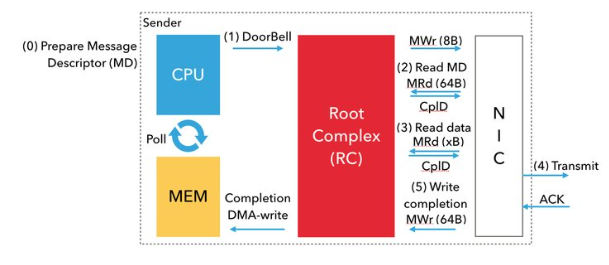 Sender
(0) Prepare Message
Descriptor (MD)
CPU
Poll
MEM
(1) DoorBell
Completion
DMA-write
Root
Complex
(RC)
MWr (8B)
(2) Read MD
MRd (64B)
CplD
(3) Read data
MRd (xB)
CplD
(5) Write
completion
MWr (64B)
N
I
C
(4) Transmit
ACK